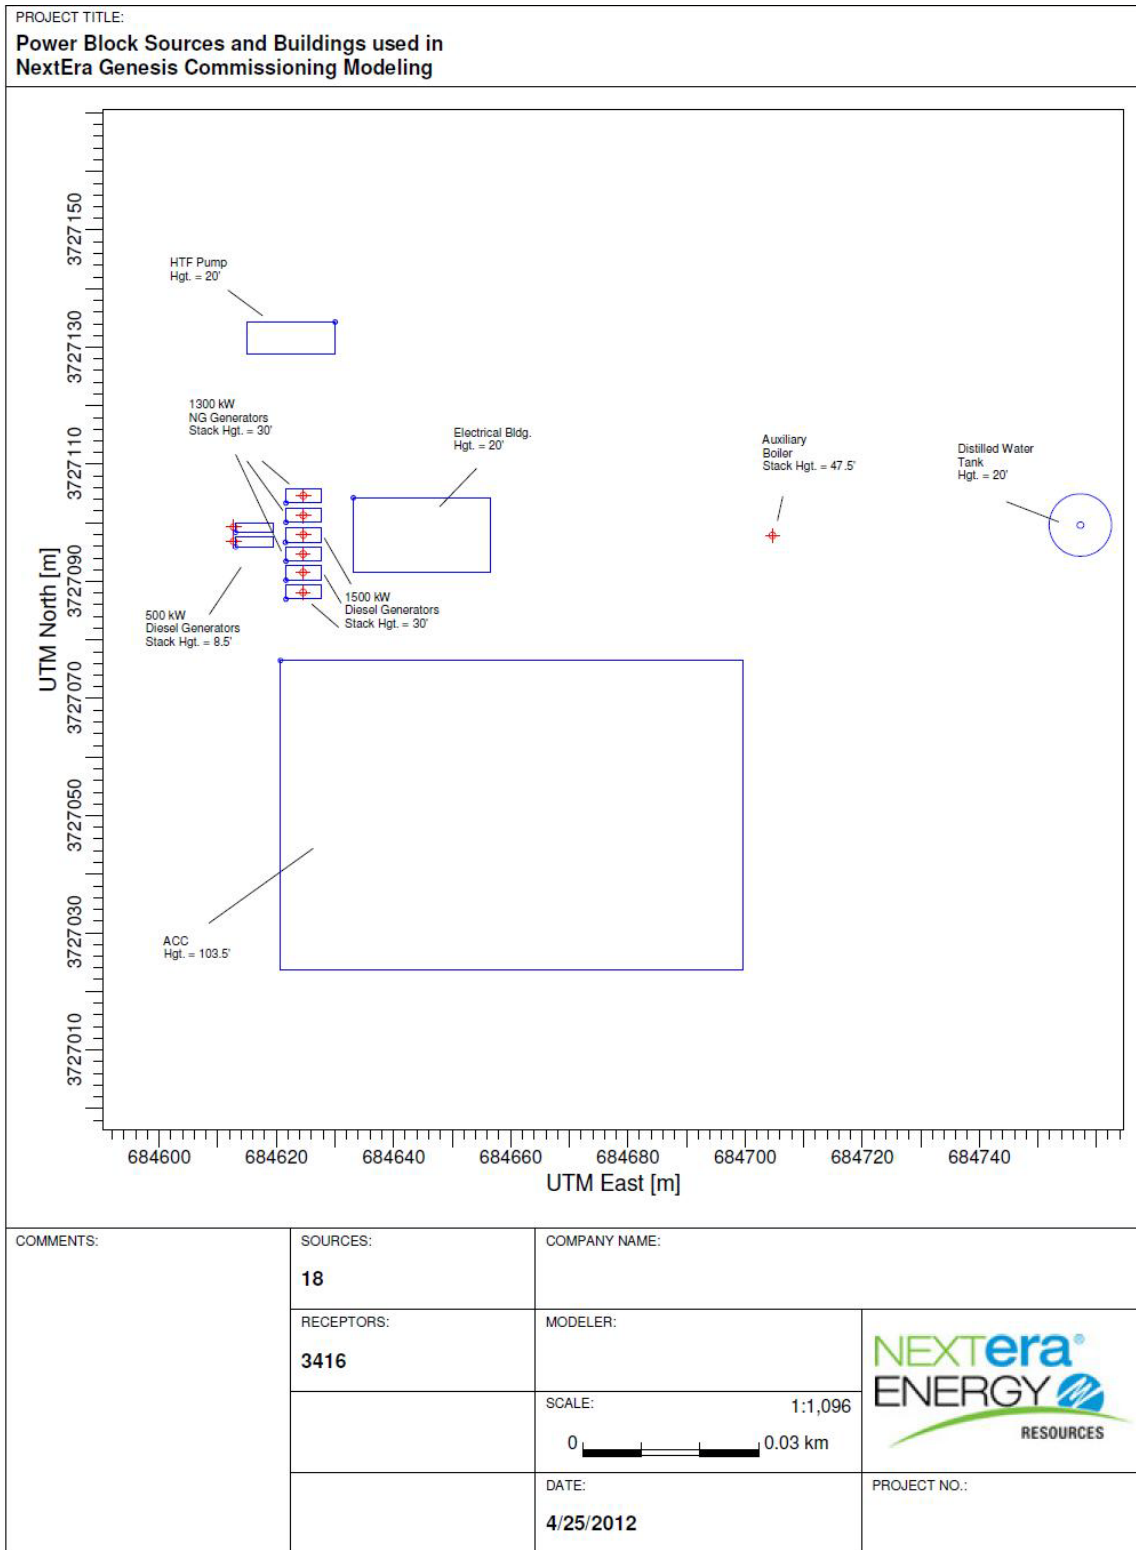 PROJECT TITLE:
Power Block Sources and Buildings used in
NextEra Genesis Commissioning Modeling
UTM North [m]
3727150
3727130
3727110
3727090
3727070
3727050
3727030
3727010
HTF Pump
Hgt. = 20'
1300 kW
NG Generators
Stack Hgt. = 30'
Electrical Bldg.
Hgt. = 20'
Auxiliary
Boiler
Stack Hgt. = 47.5'
Distilled Water
Tank
Hgt. = 20'
500 kW
Diesel Generators
Stack Hgt. = 8.5'
1500 kW
Diesel Generators
Stack Hgt. = 30'
ACC
Hgt. = 103.5'
684600 684620 684640 684660 684680 684700 684720 684740
UTM East [m]
COMMENTS:
SOURCES:
18
COMPANY NAME:
RECEPTORS:
3416
MODELER:
SCALE: 1:1,096
0 0.03 km
DATE:
4/25/2012
NEXTera®
ENERGY
RESOURCES
PROJECT NO.: